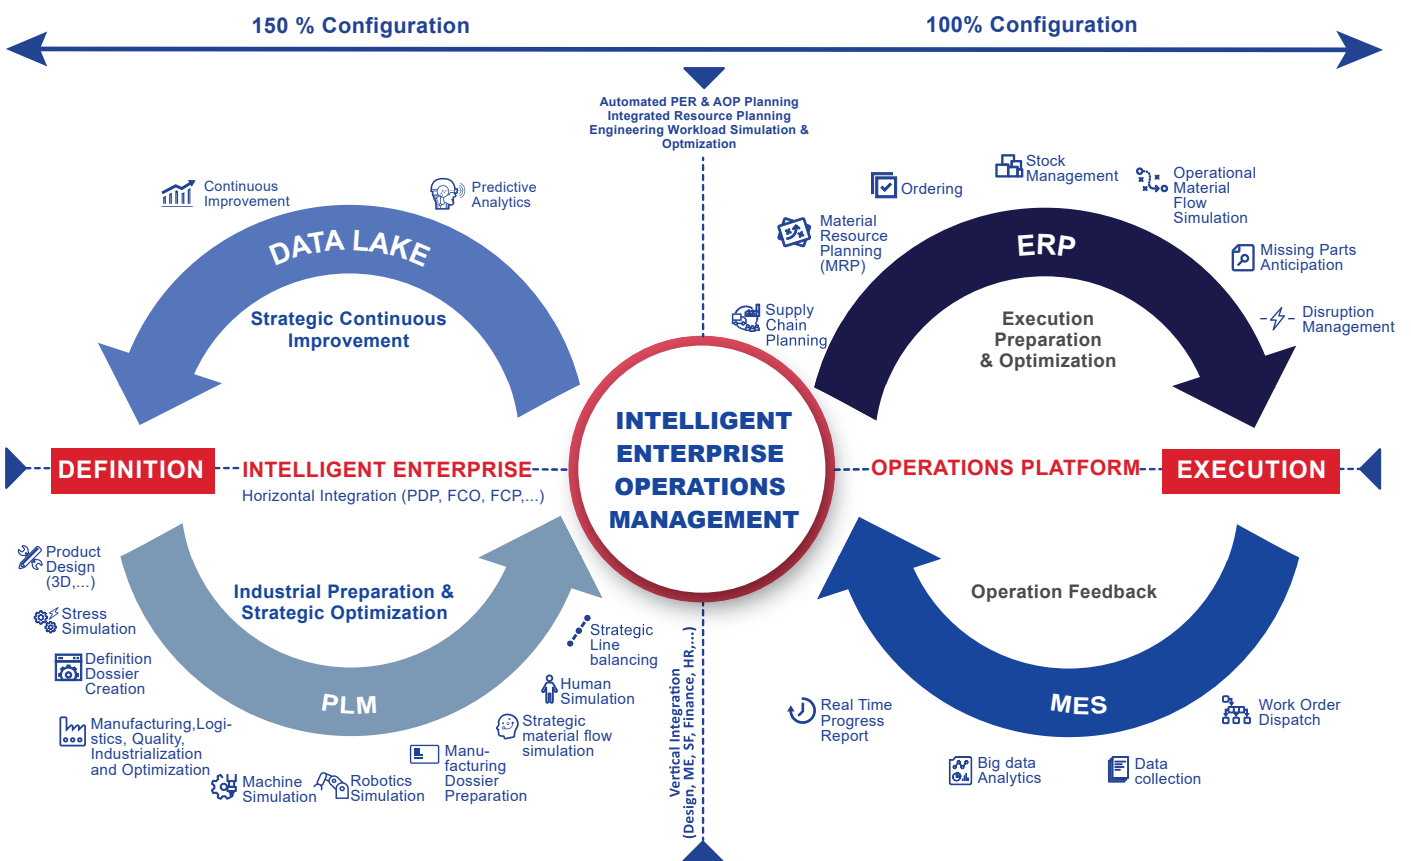 150 % Configuration
100% Configuration
Automated PER & AOP Planning
Integrated Resource Planning
Engineering Workload Simulation &
Optmization
Continuous
Improvement
Predictive
Analytics
DATA LAKE
Strategic Continuous
Improvement
Supply
Chain
Planning
Material
Resource
Planning
(MRP)
Ordering
Stock
Management
Operational
Material
Flow
Simulation
Missing Parts
Anticipation
Disruption
Management
ERP
Execution
Preparation
& Optimization
DEFINITION
INTELLIGENT ENTERPRISE
Horizontal Integration (PDP, FCO, FCP,...)
INTELLIGENT
ENTERPRISE
OPERATIONS
MANAGEMENT
OPERATIONS PLATFORM
EXECUTION
Industrial Preparation &
Strategic Optimization
PLM
Product
Design
(3D,...)
Stress
Simulation
Definition
Dossier
Creation
Manufacturing,Logi-
stics, Quality,
Industrialization
and Optimization
Machine
Simulation
Robotics
Simulation
Manu-
facturing
Dossier
Preparation
Strategic
material flow
simulation
Human
Simulation
Strategic
Line
balancing
Vertical Integration
(Design, ME, SF, Finance, HR,...)
Operation Feedback
MES
Real Time
Progress
Report
Big data
Analytics
Data
collection
Work Order
Dispatch